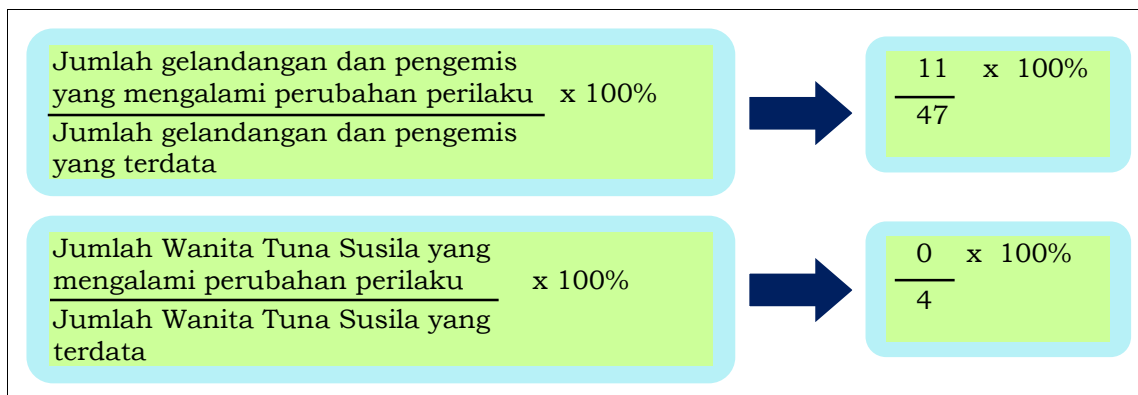 Jumlah gelandangan dan pengemis
yang mengalami perubahan perilaku x 100%
Jumlah gelandangan dan pengemis
yang terdata
11 x 100%
47
Jumlah Wanita Tuna Susila yang
mengalami perubahan perilaku x 100%
Jumlah Wanita Tuna Susila yang
terdata
0 x 100%
4